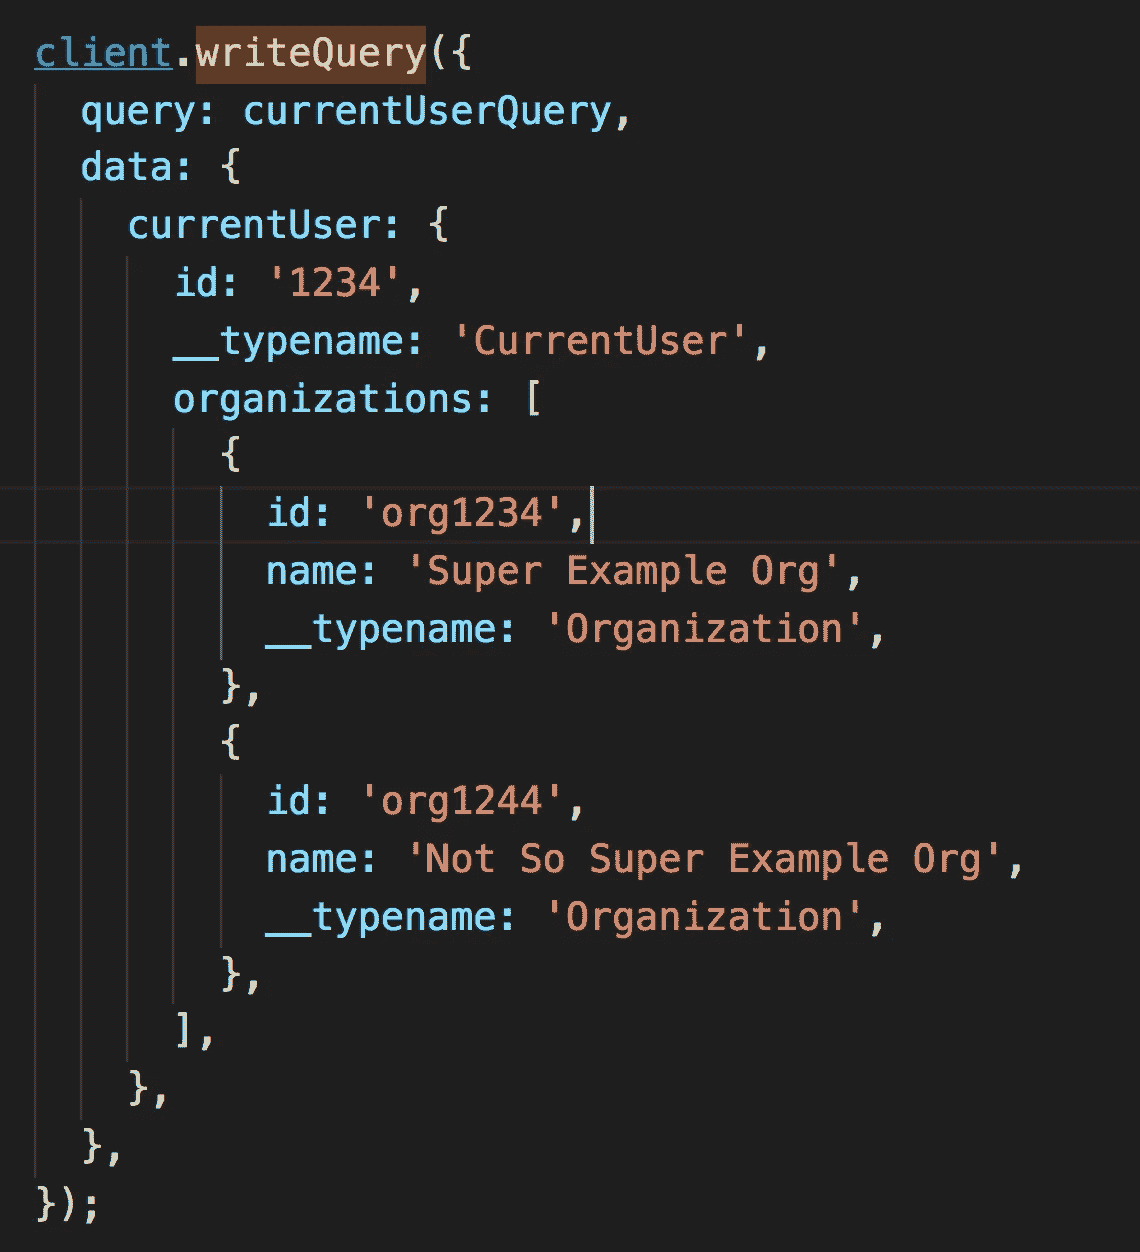 client.writeQuery({
  query: currentUserQuery,
  data: {
    currentUser: {
      id: '1234',
      __typename: 'CurrentUser',
      organizations: [
        {
          id: 'org1234',
          name: 'Super Example Org',
          __typename: 'Organization',
        },
        {
          id: 'org1244',
          name: 'Not So Super Example Org',
          __typename: 'Organization',
        },
      ],
    },
  },
});